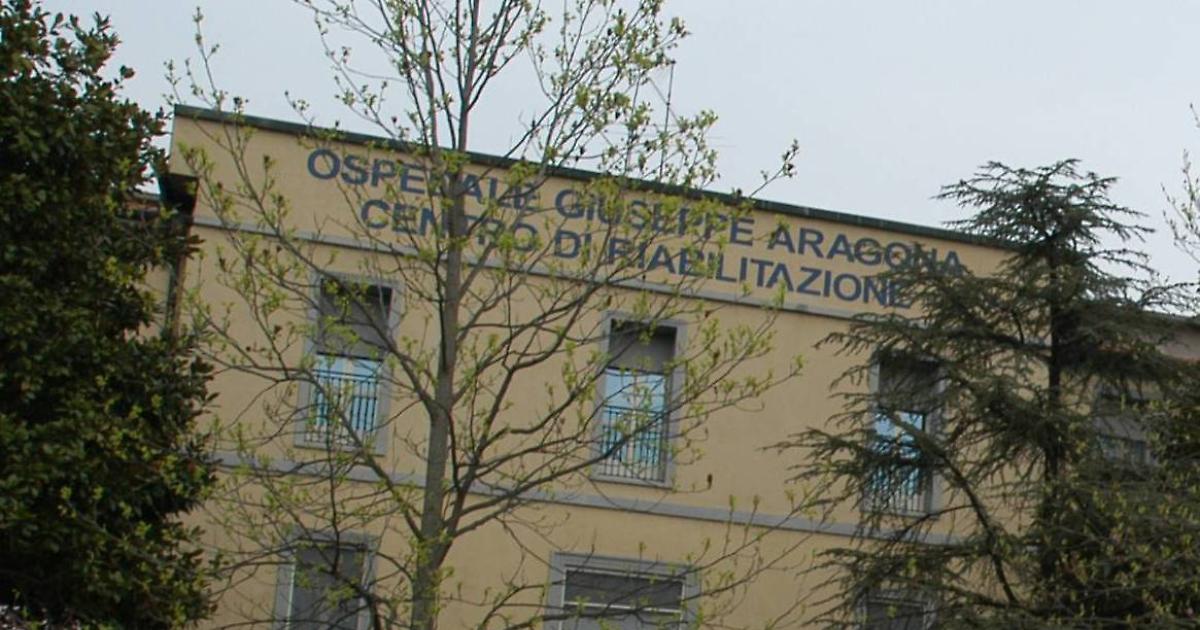 OSPEDALE GIUSEPPE ARAGONA
CENTRO DI RIABILITAZIONE